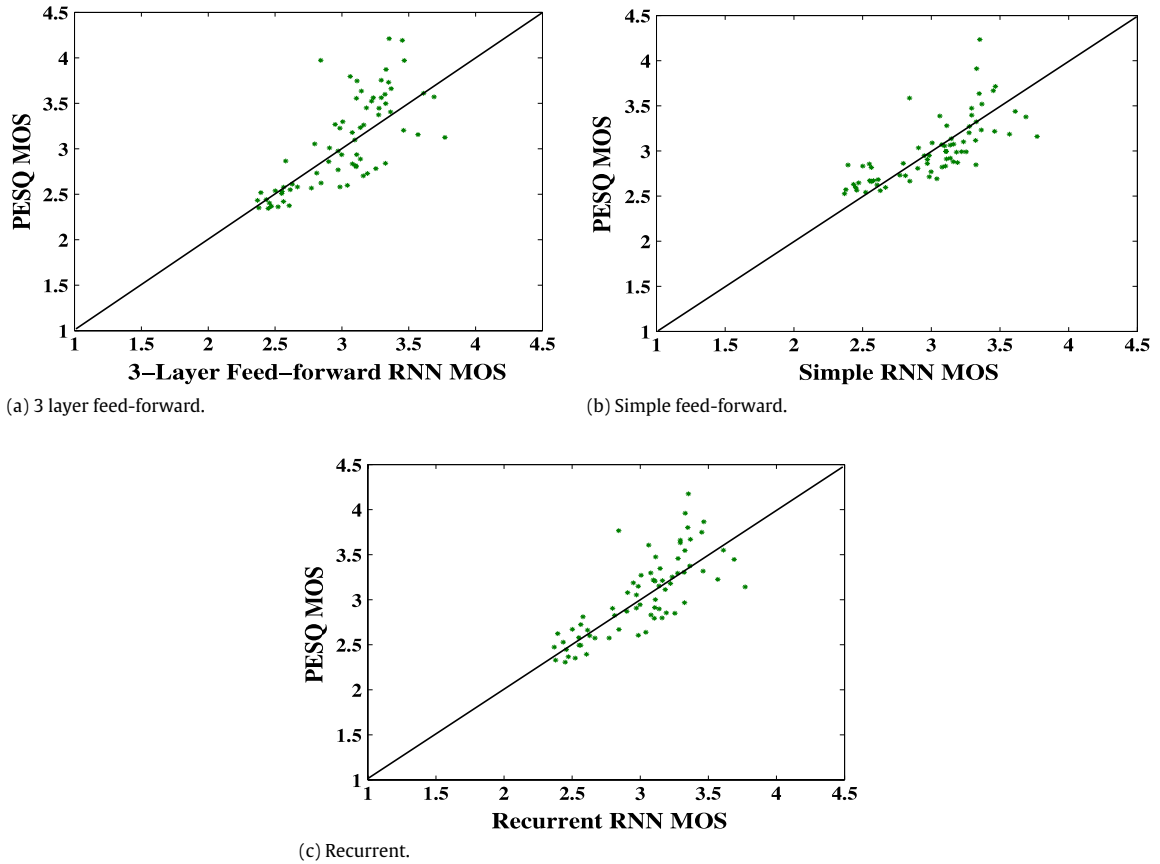 4.5
4
3.5
3
2.5
2
1.5
1
PESQ MOS
1 1.5 2 2.5 3 3.5 4 4.5
3−Layer Feed−forward RNN MOS
(a) 3 layer feed-forward.
4.5
4
3.5
3
2.5
2
1.5
1
PESQ MOS
1 1.5 2 2.5 3 3.5 4 4.5
Simple RNN MOS
(b) Simple feed-forward.
4.5
4
3.5
3
2.5
2
1.5
1
PESQ MOS
1 1.5 2 2.5 3 3.5 4 4.5
Recurrent RNN MOS
(c) Recurrent.